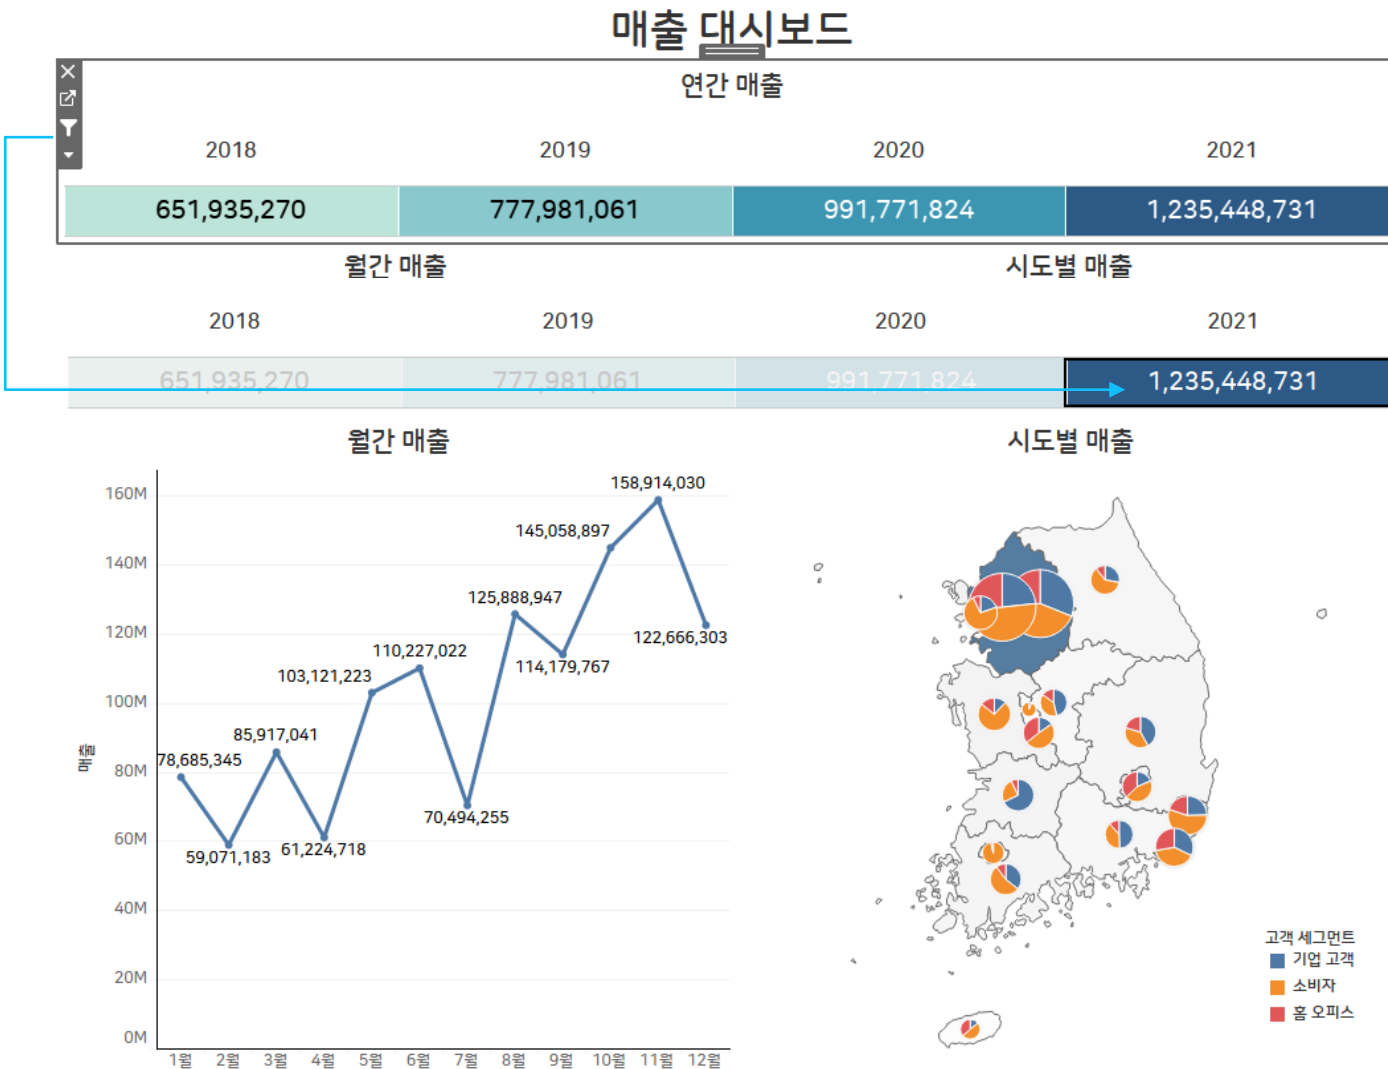 매출 대시보드
연간 매출
2018 2019 2020 2021
651,935,270 777,981,061 991,771,824 1,235,448,731
월간 매출 시도별 매출
2018 2019 2020 2021
651,935,270 777,981,061 991,771,824 1,235,448,731
월간 매출
매출
160M
140M
120M
100M
80M
60M
40M
20M
0M
78,685,345
59,071,183
85,917,041
61,224,718
103,121,223
110,227,022
70,494,255
125,888,947
114,179,767
145,058,897
158,914,030
122,666,303
1월 2월 3월 4월 5월 6월 7월 8월 9월 10월 11월 12월
시도별 매출
고객 세그먼트
기업 고객
소비자
홈 오피스